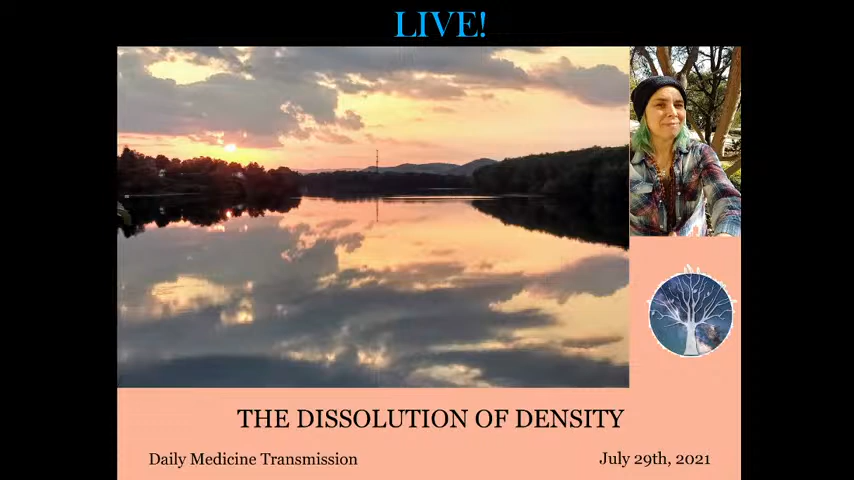 LIVE!
THE DISSOLUTION OF DENSITY
Daily Medicine Transmission
July 29th, 2021